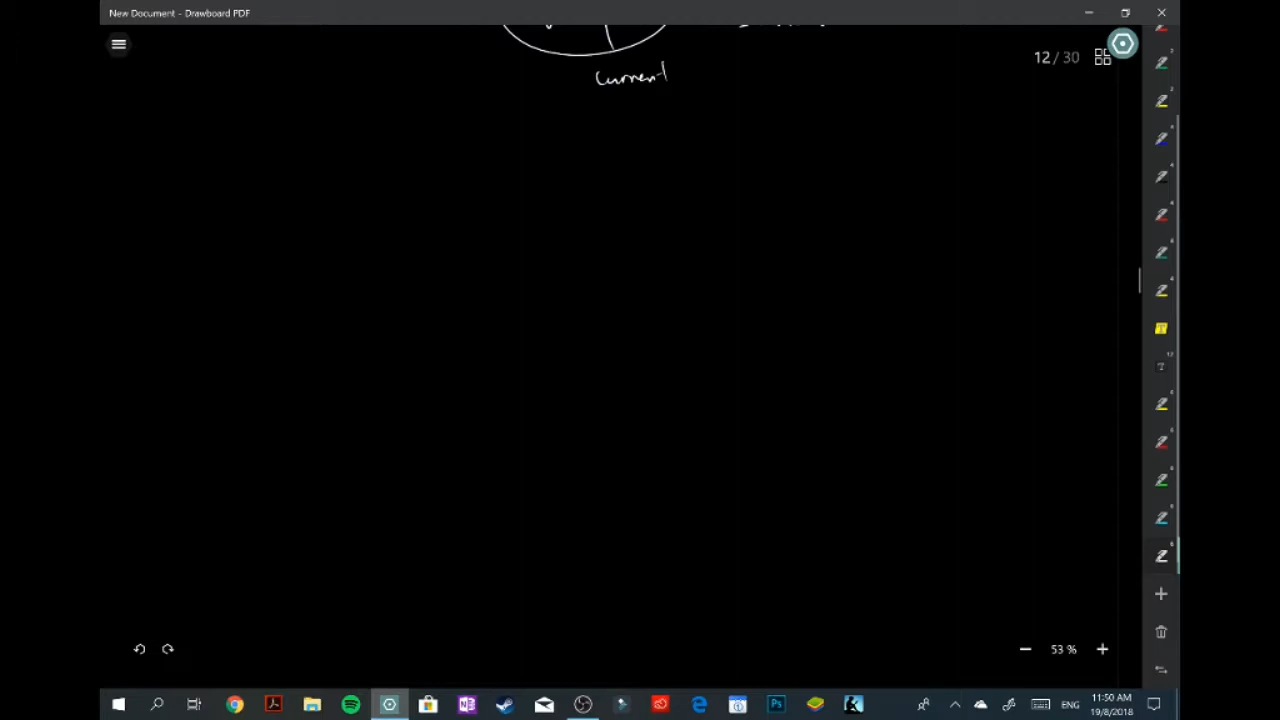 New Document - Drawboard PDF
12 / 30
Current
53 %
ENG
11:50 AM
19/8/2018